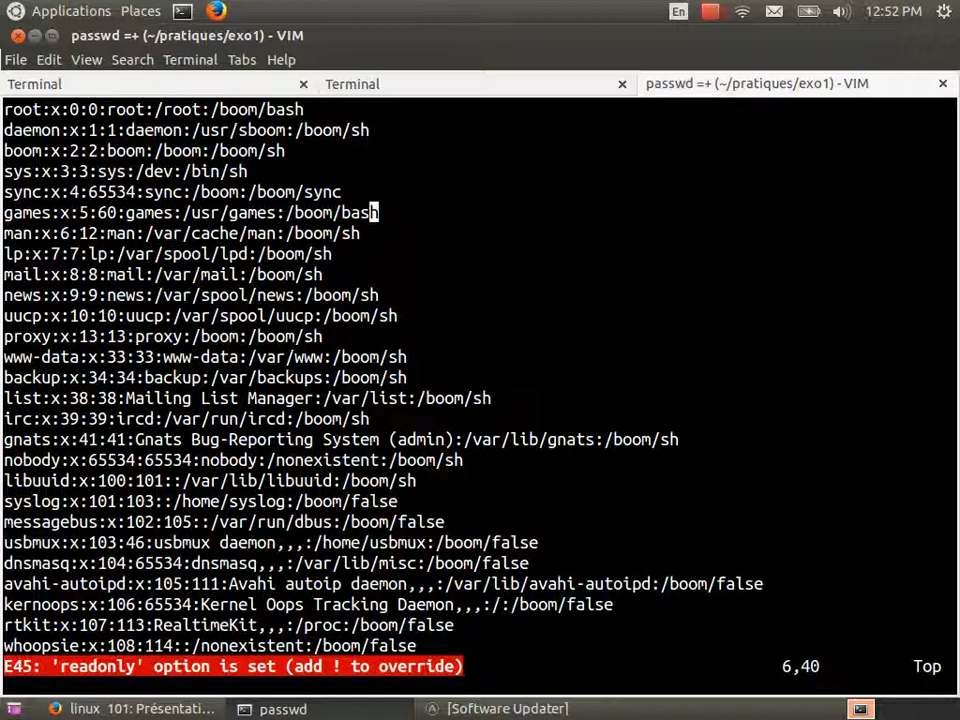 Applications Places En 12:52 PM
passwd =+ (~/pratiques/exo1) - VIM
File Edit View Search Terminal Tabs Help
Terminal × Terminal × passwd =+ (~/pratiques/exo1) - VIM ×
root:x:0:0:root:/root:/boom/bash
daemon:x:1:1:daemon:/usr/sboom:/boom/sh
boom:x:2:2:boom:/boom:/boom/sh
sys:x:3:3:sys:/dev:/bin/sh
sync:x:4:65534:sync:/boom:/boom/sync
games:x:5:60:games:/usr/games:/boom/bash
man:x:6:12:man:/var/cache/man:/boom/sh
lp:x:7:7:lp:/var/spool/lpd:/boom/sh
mail:x:8:8:mail:/var/mail:/boom/sh
news:x:9:9:news:/var/spool/news:/boom/sh
uucp:x:10:10:uucp:/var/spool/uucp:/boom/sh
proxy:x:13:13:proxy:/boom:/boom/sh
www-data:x:33:33:www-data:/var/www:/boom/sh
backup:x:34:34:backup:/var/backups:/boom/sh
list:x:38:38:Mailing List Manager:/var/list:/boom/sh
irc:x:39:39:ircd:/var/run/ircd:/boom/sh
gnats:x:41:41:Gnats Bug-Reporting System (admin):/var/lib/gnats:/boom/sh
nobody:x:65534:65534:nobody:/nonexistent:/boom/sh
libuuid:x:100:101::/var/lib/libuuid:/boom/sh
syslog:x:101:103::/home/syslog:/boom/false
messagebus:x:102:105::/var/run/dbus:/boom/false
usbmux:x:103:46:usbmux daemon,,,:/home/usbmux:/boom/false
dnsmasq:x:104:65534:dnsmasq,,,:/var/lib/misc:/boom/false
avahi-autoipd:x:105:111:Avahi autoip daemon,,,:/var/lib/avahi-autoipd:/boom/false
kernoops:x:106:65534:Kernel Oops Tracking Daemon,,,:/:/boom/false
rtkit:x:107:113:RealtimeKit,,,:/proc:/boom/false
whoopsie:x:108:114::/nonexistent:/boom/false
E45: 'readonly' option is set (add ! to override) 6,40 Top
linux_101: Présentati... passwd [Software Updater]